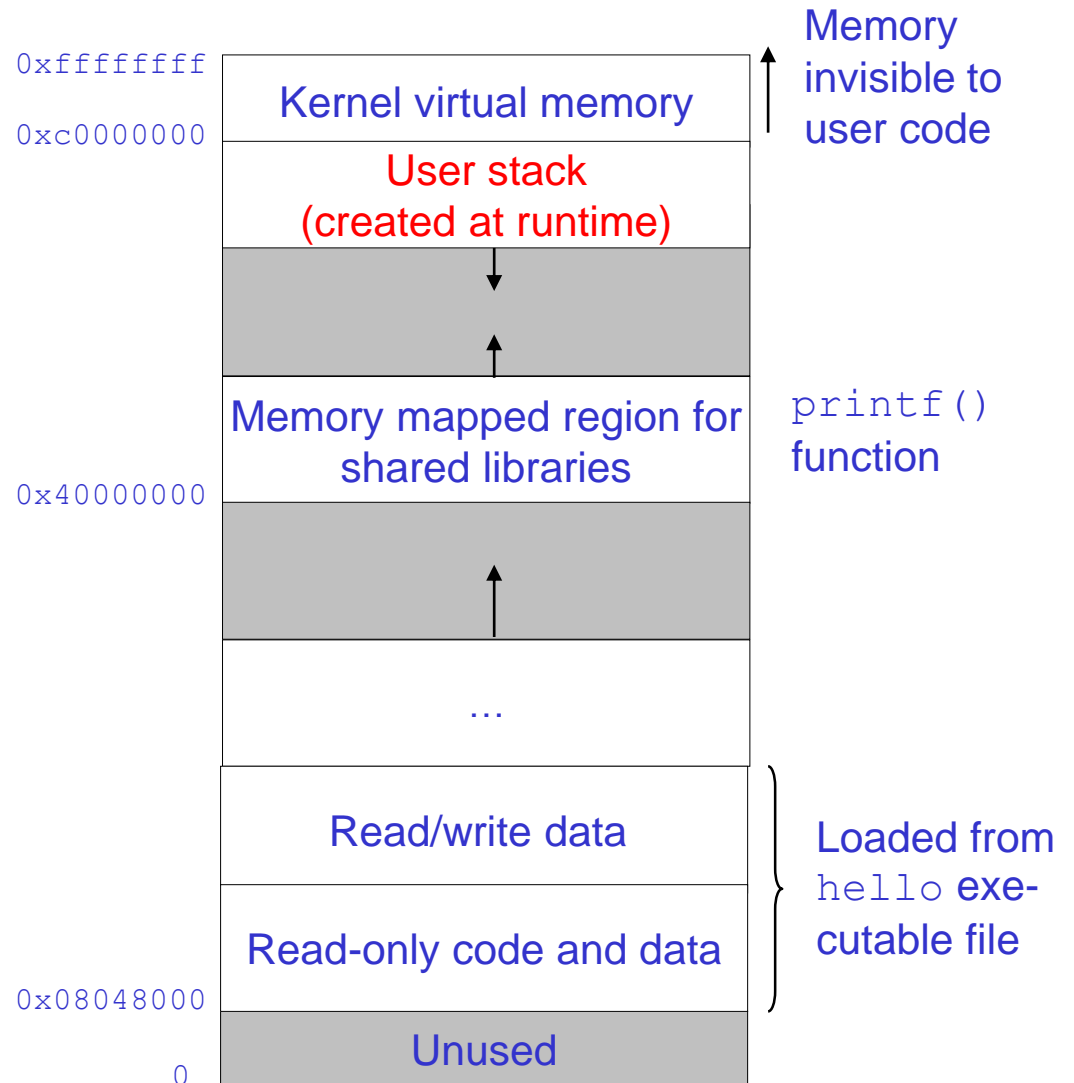 Memory
invisible to
user code
0xffffffff
Kernel virtual memory
0xc0000000
User stack
(created at runtime)
Memory mapped region for
shared libraries
printf()
function
0x40000000
...
Read/write data
Loaded from
hello exe-
cutable file
Read-only code and data
0x08048000
Unused
0